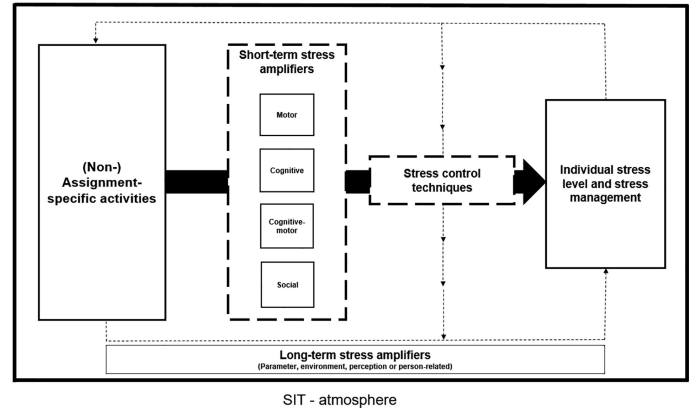 (Non-)
Assignment-
specific activities
Short-term stress
amplifiers
Motor
Cognitive
Cognitive-
motor
Social
Stress control
techniques
Individual stress
level and stress
management
Long-term stress amplifiers
(Parameter, environment, perception or person-related)
SIT - atmosphere